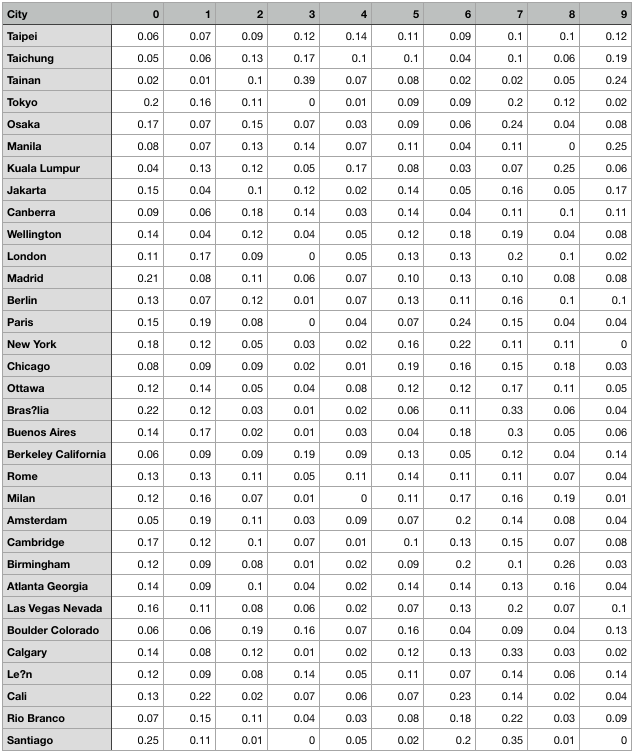 City 0 1 2 3 4 5 6 7 8 9
Taipei 0.06 0.07 0.09 0.12 0.14 0.11 0.09 0.1 0.1 0.12
Taichung 0.05 0.06 0.13 0.17 0.1 0.1 0.04 0.1 0.06 0.19
Tainan 0.02 0.01 0.1 0.39 0.07 0.08 0.02 0.02 0.05 0.24
Tokyo 0.2 0.16 0.11 0 0.01 0.09 0.09 0.2 0.12 0.02
Osaka 0.17 0.07 0.15 0.07 0.03 0.09 0.06 0.24 0.04 0.08
Manila 0.08 0.07 0.13 0.14 0.07 0.11 0.04 0.11 0 0.25
Kuala Lumpur 0.04 0.13 0.12 0.05 0.17 0.08 0.03 0.07 0.25 0.06
Jakarta 0.15 0.04 0.1 0.12 0.02 0.14 0.05 0.16 0.05 0.17
Canberra 0.09 0.06 0.18 0.14 0.03 0.14 0.04 0.11 0.1 0.11
Wellington 0.14 0.04 0.12 0.04 0.05 0.12 0.18 0.19 0.04 0.08
London 0.11 0.17 0.09 0 0.05 0.13 0.13 0.2 0.1 0.02
Madrid 0.21 0.08 0.11 0.06 0.07 0.10 0.13 0.10 0.08 0.08
Berlin 0.13 0.07 0.12 0.01 0.07 0.13 0.11 0.16 0.1 0.1
Paris 0.15 0.19 0.08 0 0.04 0.07 0.24 0.15 0.04 0.04
New York 0.18 0.12 0.05 0.03 0.02 0.16 0.22 0.11 0.11 0
Chicago 0.08 0.09 0.09 0.02 0.01 0.19 0.16 0.15 0.18 0.03
Ottawa 0.12 0.14 0.05 0.04 0.08 0.12 0.12 0.17 0.11 0.05
Bras?lia 0.22 0.12 0.03 0.01 0.02 0.06 0.11 0.33 0.06 0.04
Buenos Aires 0.14 0.17 0.02 0.01 0.03 0.04 0.18 0.3 0.05 0.06
Berkeley California 0.06 0.09 0.09 0.19 0.09 0.13 0.05 0.12 0.04 0.14
Rome 0.13 0.13 0.11 0.05 0.11 0.14 0.11 0.11 0.07 0.04
Milan 0.12 0.16 0.07 0.01 0 0.11 0.17 0.16 0.19 0.01
Amsterdam 0.05 0.19 0.11 0.03 0.09 0.07 0.2 0.14 0.08 0.04
Cambridge 0.17 0.12 0.1 0.07 0.01 0.1 0.13 0.15 0.07 0.08
Birmingham 0.12 0.09 0.08 0.01 0.02 0.09 0.2 0.1 0.26 0.03
Atlanta Georgia 0.14 0.09 0.1 0.04 0.02 0.14 0.14 0.13 0.16 0.04
Las Vegas Nevada 0.16 0.11 0.08 0.06 0.02 0.07 0.13 0.2 0.07 0.1
Boulder Colorado 0.06 0.06 0.19 0.16 0.07 0.16 0.04 0.09 0.04 0.13
Calgary 0.14 0.08 0.12 0.01 0.02 0.12 0.13 0.33 0.03 0.02
Le?n 0.12 0.09 0.08 0.14 0.05 0.11 0.07 0.14 0.06 0.14
Cali 0.13 0.22 0.02 0.07 0.06 0.07 0.23 0.14 0.02 0.04
Rio Branco 0.07 0.15 0.11 0.04 0.03 0.08 0.18 0.22 0.03 0.09
Santiago 0.25 0.11 0.01 0 0.05 0.02 0.2 0.35 0.01 0